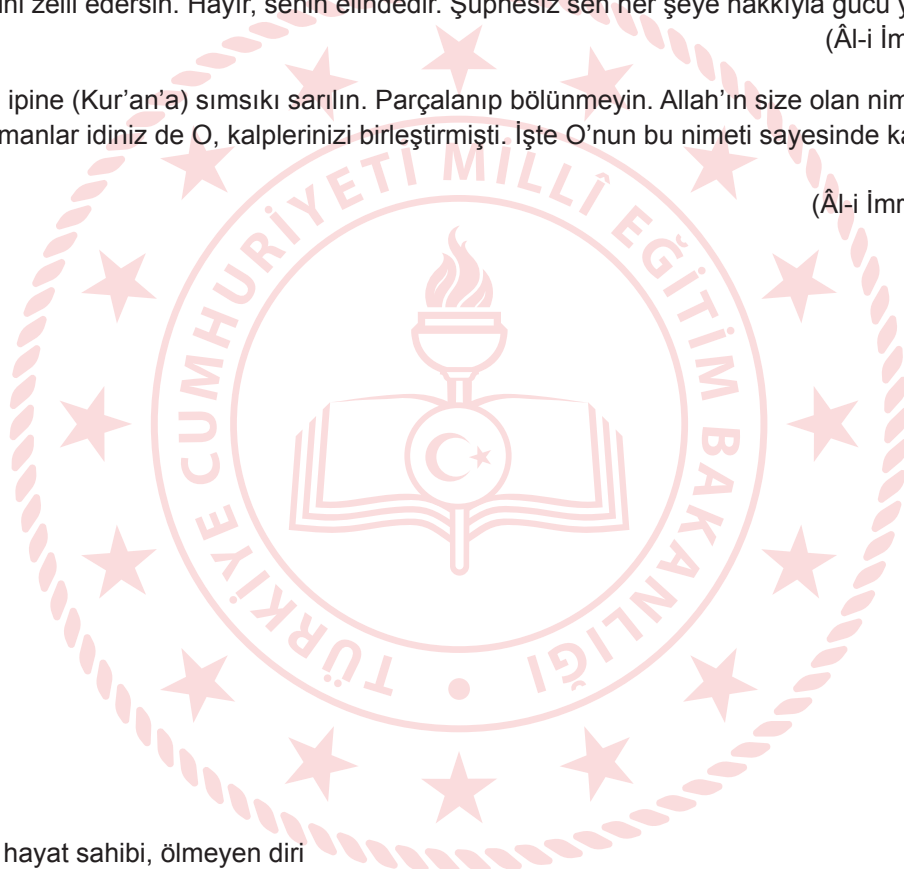 zelil edersin. Hayır, senin elindedir. Şüphesiz sen her şeye hakkıyla gücü
(Âl-i İm
ipine (Kur’an’a) sımsıkı sarılın. Parçalanıp bölünmeyin. Allah’ın size olan nim
manlar idiniz de O, kalplerinizi birleştirmişti. İşte O’nun bu nimeti sayesinde ka
(Âl-i İmr
TÜRKİYE CUMHURİYETİ MİLLÎ EĞİTİM BAKANLIĞI
hayat sahibi, ölmeyen diri